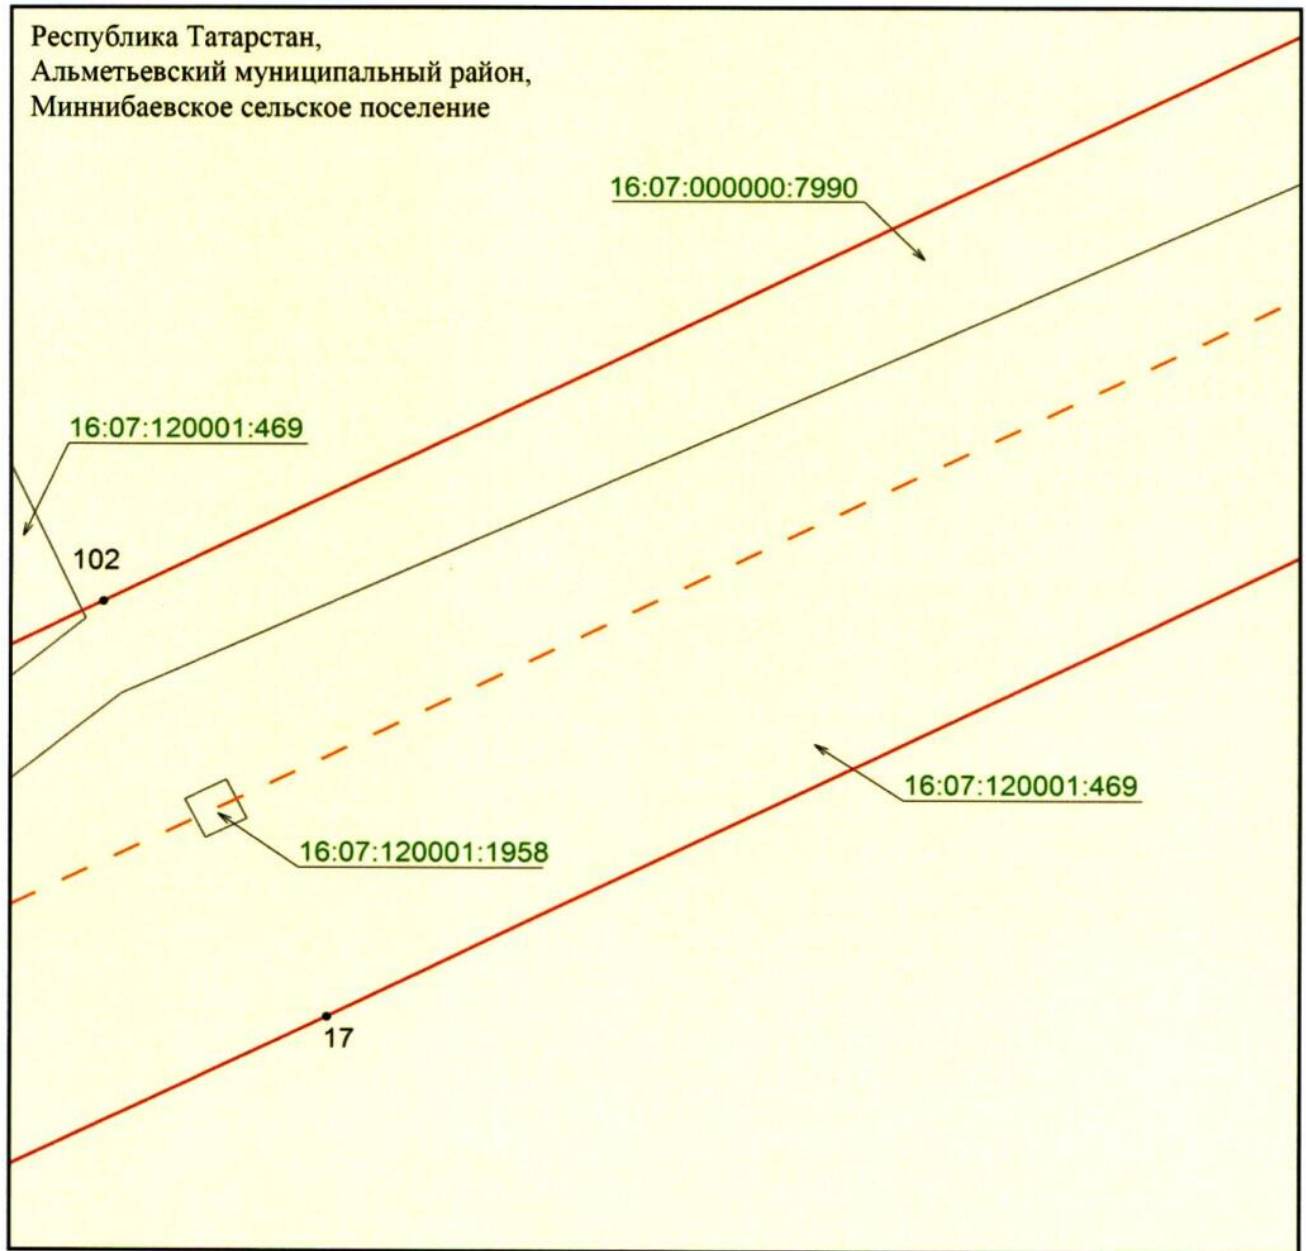 Республика Татарстан,
Альметьевский муниципальный район,
Миннибаевское сельское поселение
16:07:000000:7990
16:07:120001:469
102
16:07:120001:469
16:07:120001:1958
17